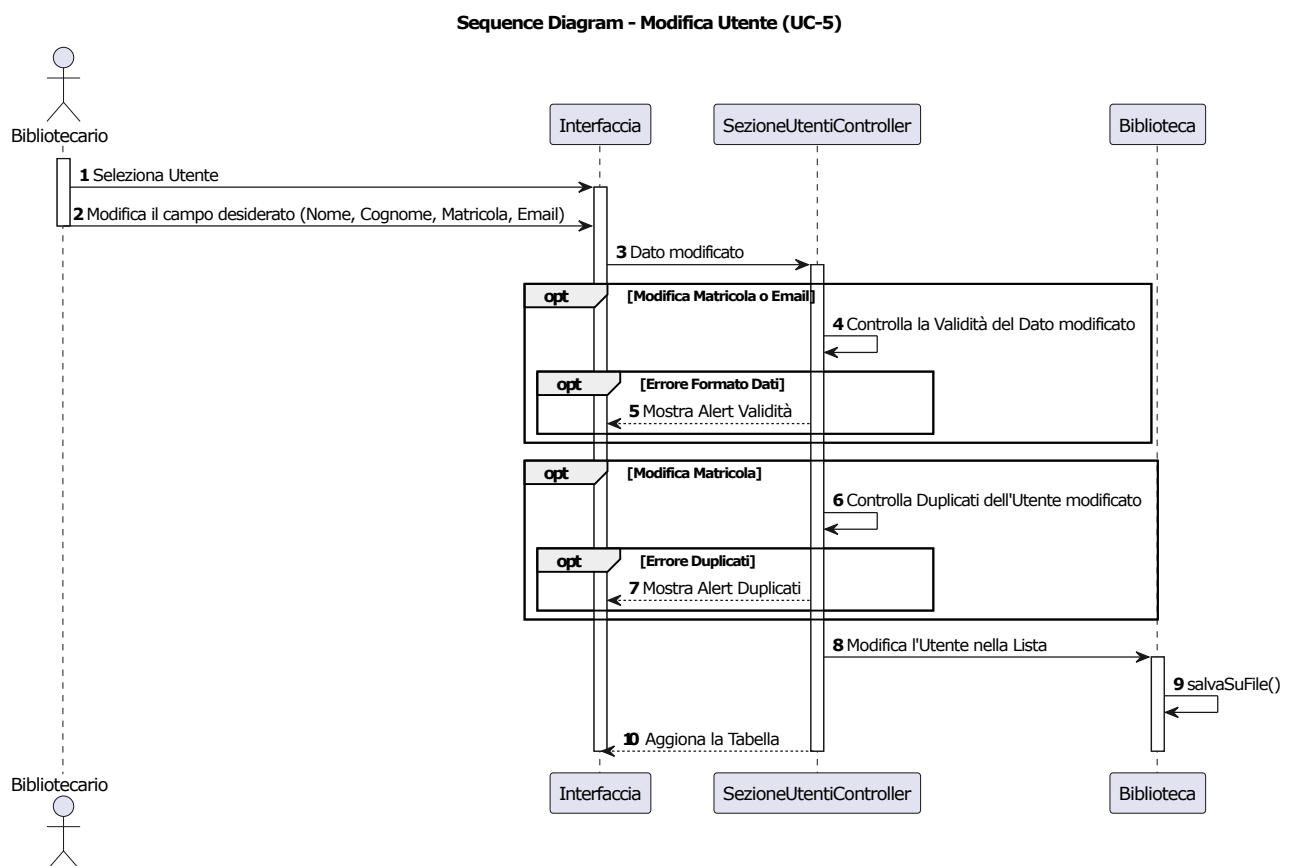 Sequence Diagram - Modifica Utente (UC-5)
Bibliotecario
Interfaccia
SezioneUtentiController
Biblioteca
1 Seleziona Utente
2 Modifica il campo desiderato (Nome, Cognome, Matricola, Email)
3 Dato modificato
opt [Modifica Matricola o Email]
4 Controlla la Validità del Dato modificato
opt [Errore Formato Dati]
5 Mostra Alert Validità
opt [Modifica Matricola]
6 Controlla Duplicati dell'Utente modificato
opt [Errore Duplicati]
7 Mostra Alert Duplicati
8 Modifica l'Utente nella Lista
9 salvaSuFile()
10 Aggiona la Tabella
Bibliotecario
Interfaccia
SezioneUtentiController
Biblioteca